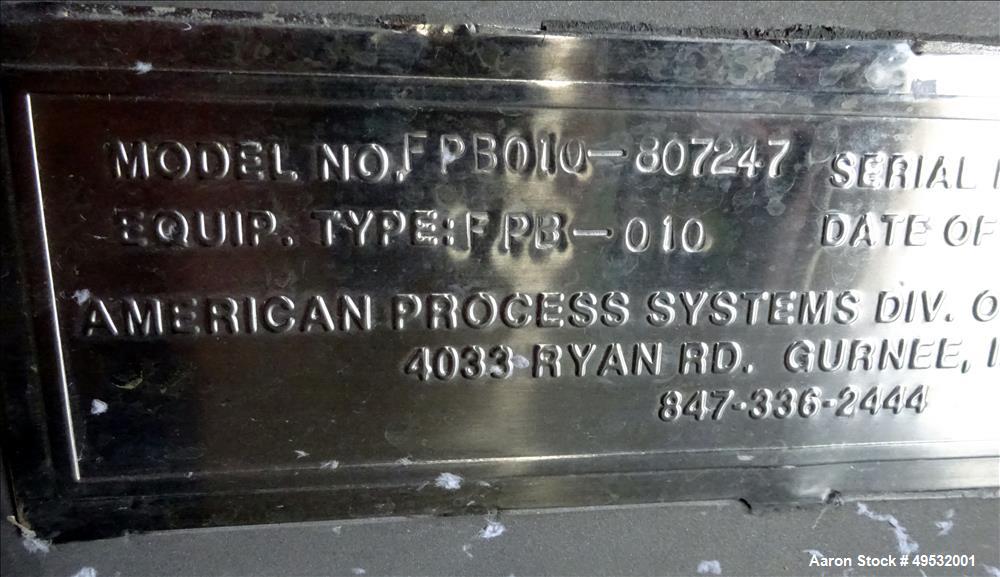 MODEL NO. FPB010-807247 SERIAL
EQUIP. TYPE: FPB-010 DATE OF
AMERICAN PROCESS SYSTEMS DIV. O
4033 RYAN RD. GURNEE, I
847-336-2444
Aaron Stock # 49532001